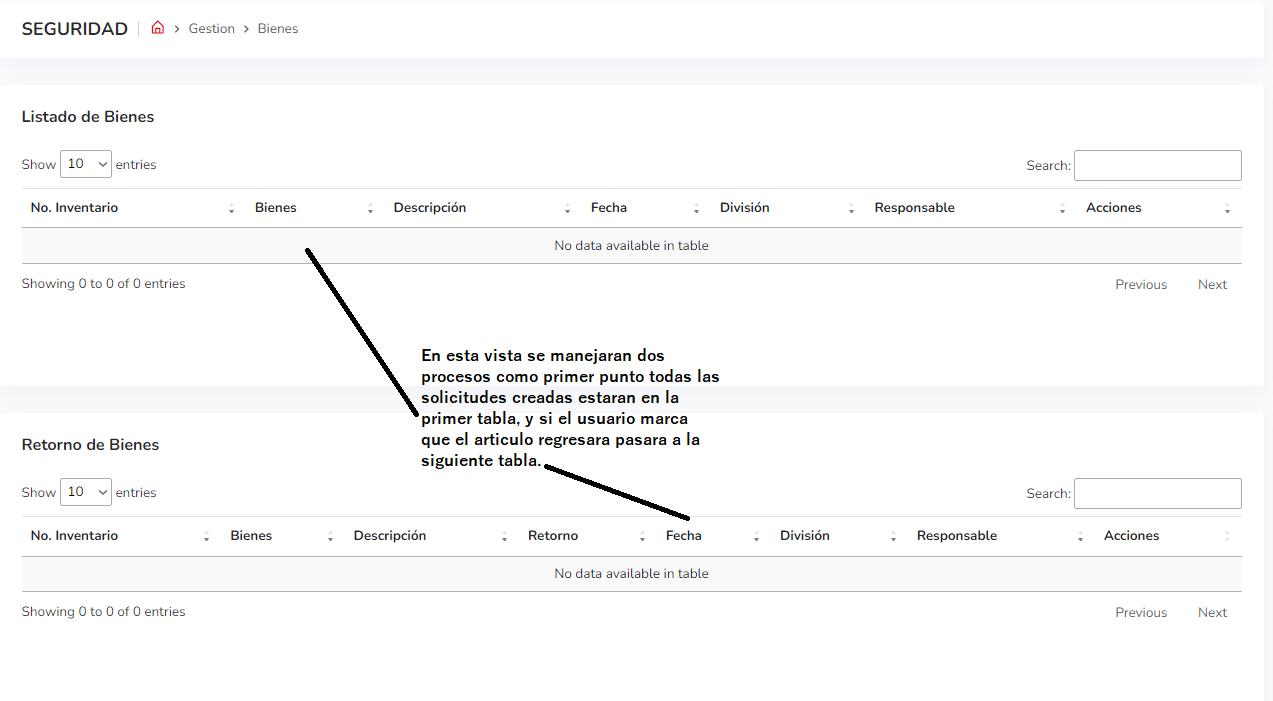 SEGURIDAD Gestion Bienes
Listado de Bienes
Show 10 entries Search:
No. Inventario Bienes Descripción Fecha División Responsable Acciones
No data available in table
Showing 0 to 0 of 0 entries Previous Next
En esta vista se manejaran dos
procesos como primer punto todas las
solicitudes creadas estaran en la
primer tabla, y si el usuario marca
que el articulo regresara pasara a la
siguiente tabla.
Retorno de Bienes
Show 10 entries Search:
No. Inventario Bienes Descripción Retorno Fecha División Responsable Acciones
No data available in table
Showing 0 to 0 of 0 entries Previous Next